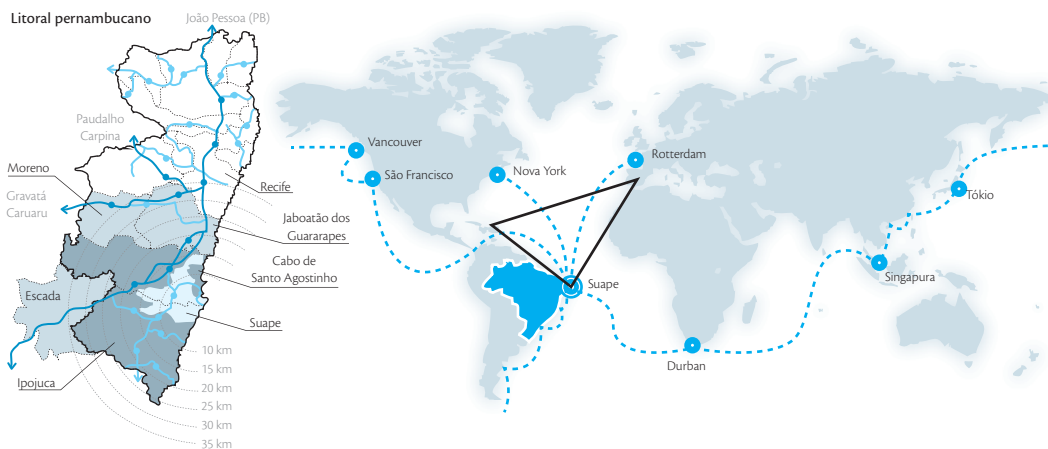 Litoral pernambucano
João Pessoa (PB)
Paudalho
Carpina
Moreno
Gravatá
Caruaru
Recife
Jaboatão dos
Guararapes
Cabo de
Santo Agostinho
Escada
Suape
Ipojuca
10 km
15 km
20 km
25 km
30 km
35 km
Vancouver
São Francisco
Nova York
Rotterdam
Tókio
Suape
Singapura
Durban